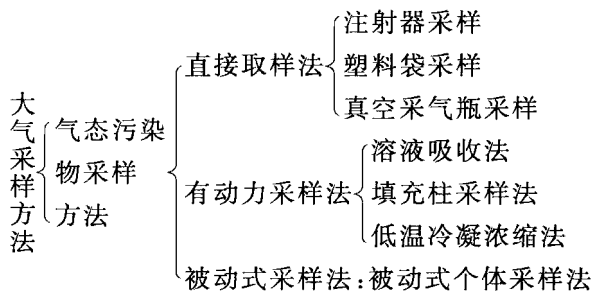 大气采样方法
气态污染
物采样
方法
直接取样法
注射器采样
塑料袋采样
真空采气瓶采样
有动力采样法
溶液吸收法
填充柱采样法
低温冷凝浓缩法
被动式采样法：被动式个体采样法